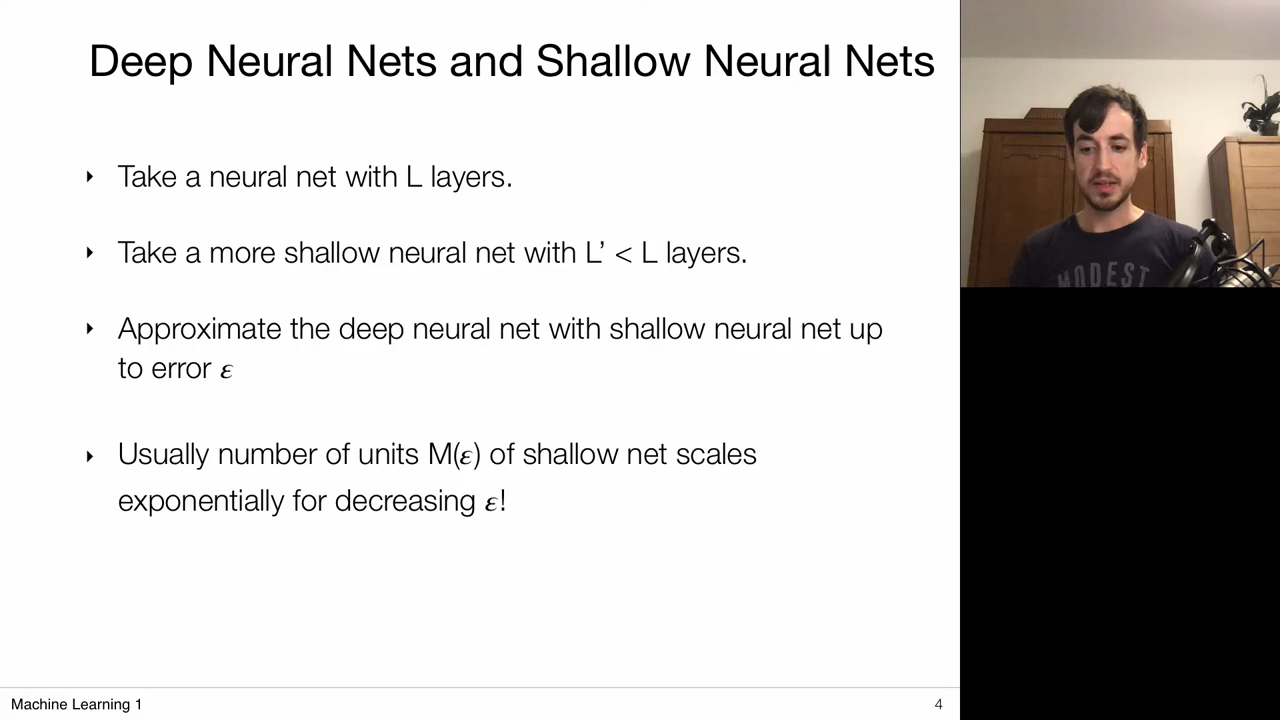 Deep Neural Nets and Shallow Neural Nets
‣ Take a neural net with L layers.
‣ Take a more shallow neural net with L’ < L layers.
‣ Approximate the deep neural net with shallow neural net up
to error ε
‣ Usually number of units M(ε) of shallow net scales
exponentially for decreasing ε!
MODEST
Machine Learning 1
4